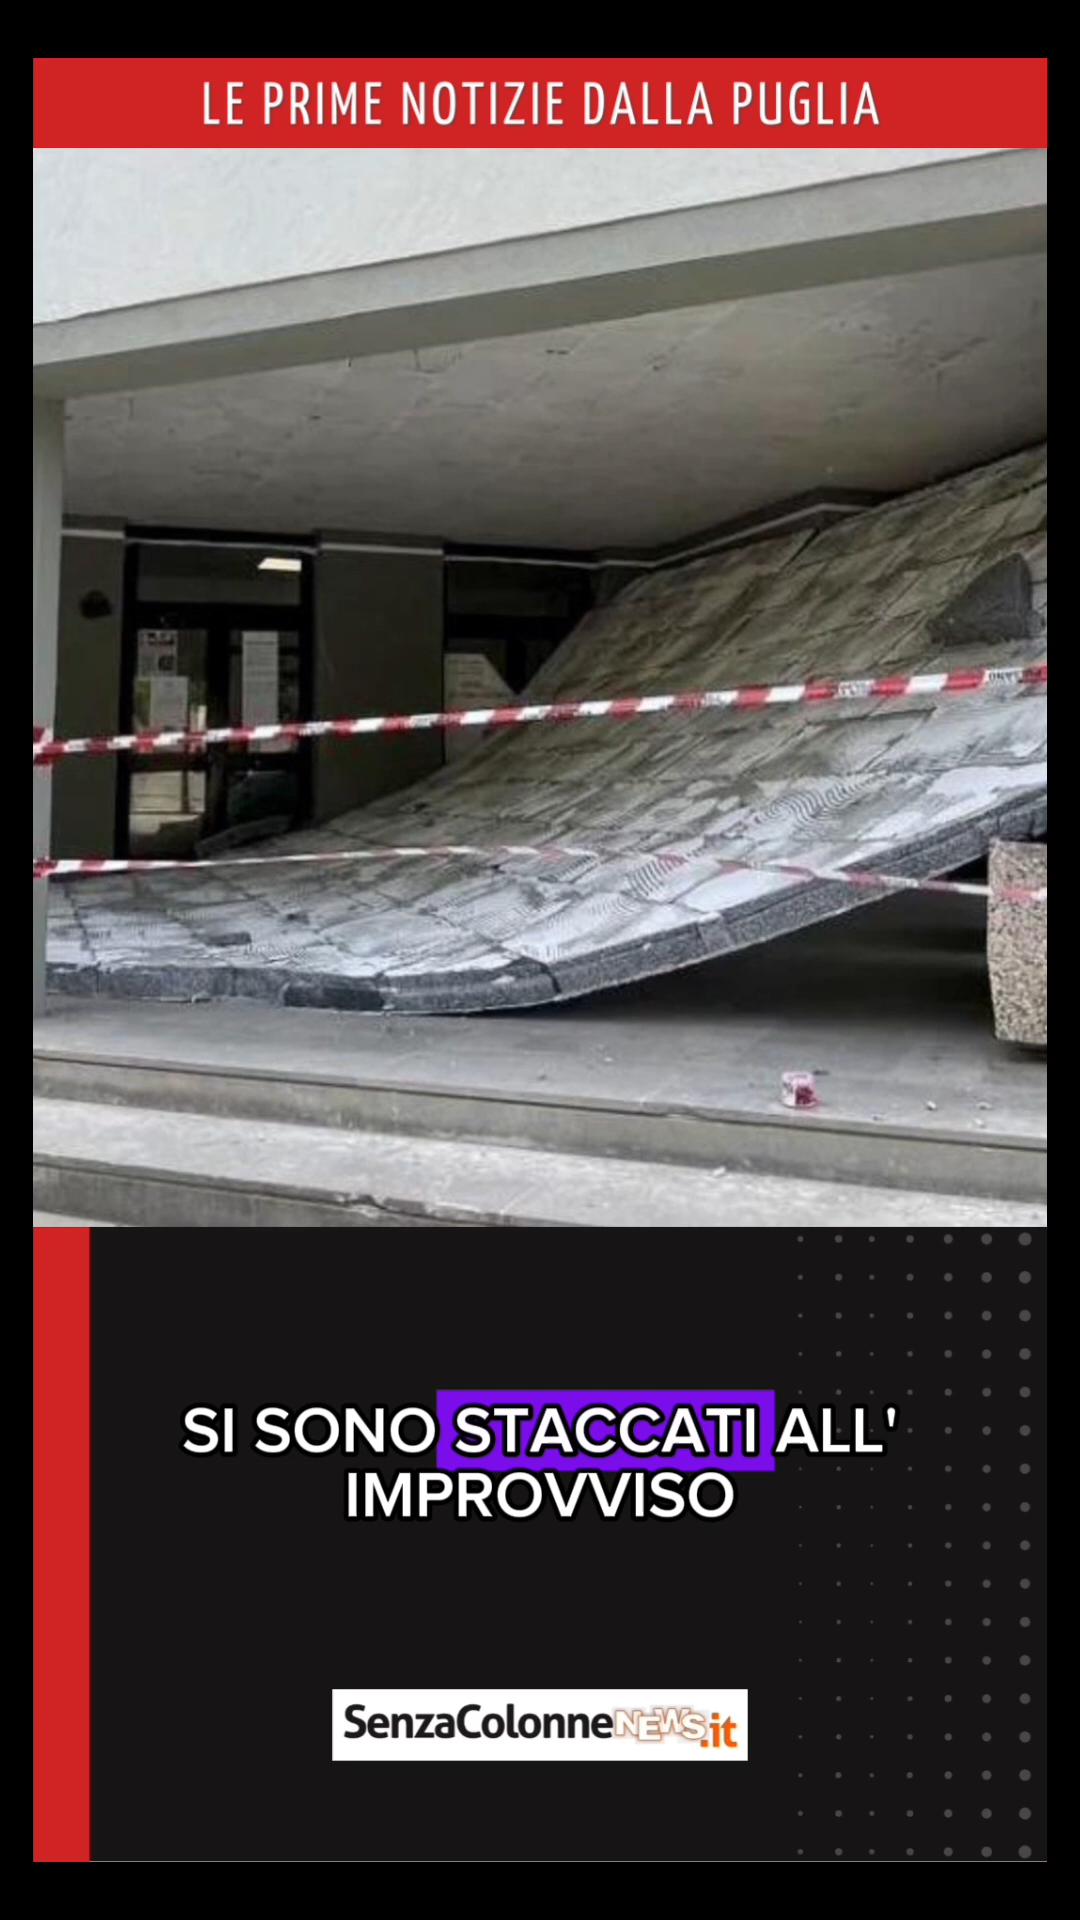 LE PRIME NOTIZIE DALLA PUGLIA
SI SONO STACCATI ALL'
IMPROVVISO
SenzaColonneNEWS.it